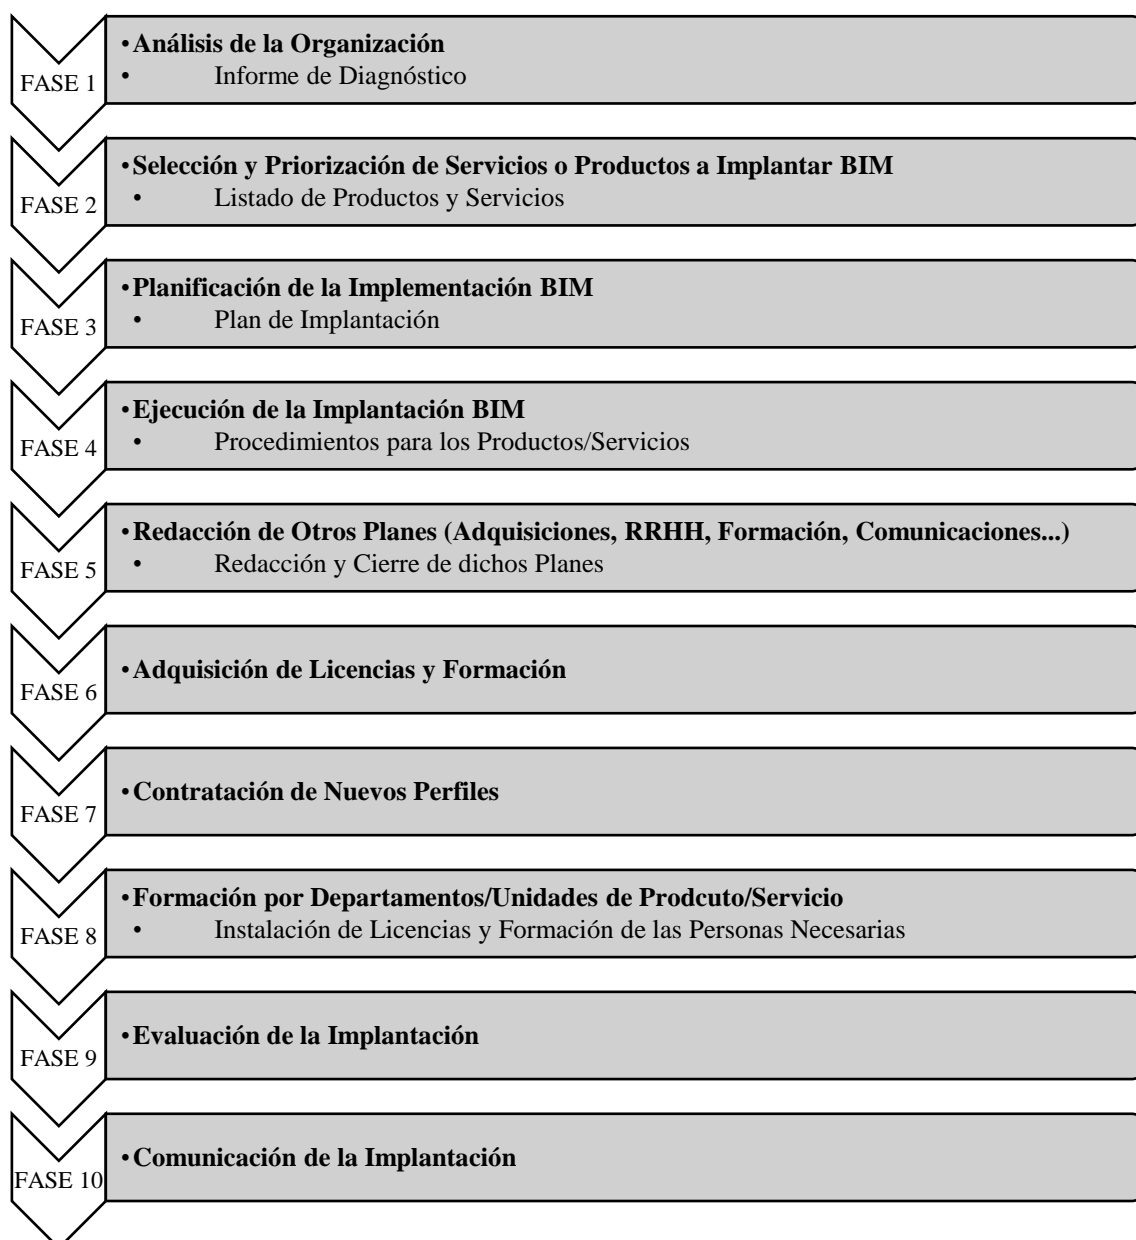 FASE 1
•Análisis de la Organización
• Informe de Diagnóstico
FASE 2
•Selección y Priorización de Servicios o Productos a Implantar BIM
• Listado de Productos y Servicios
FASE 3
•Planificación de la Implementación BIM
• Plan de Implantación
FASE 4
•Ejecución de la Implantación BIM
• Procedimientos para los Productos/Servicios
FASE 5
•Redacción de Otros Planes (Adquisiciones, RRHH, Formación, Comunicaciones...)
• Redacción y Cierre de dichos Planes
FASE 6
•Adquisición de Licencias y Formación
FASE 7
•Contratación de Nuevos Perfiles
FASE 8
•Formación por Departamentos/Unidades de Prodcuto/Servicio
• Instalación de Licencias y Formación de las Personas Necesarias
FASE 9
•Evaluación de la Implantación
FASE 10
•Comunicación de la Implantación